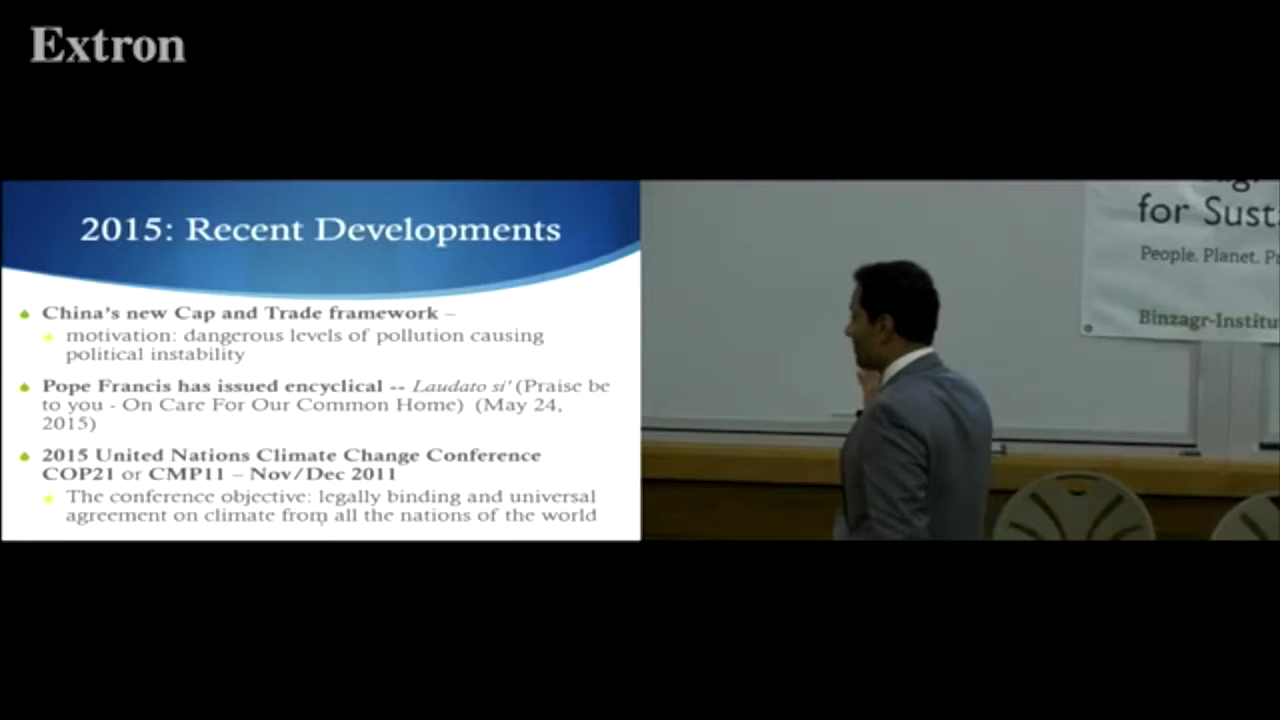 Extron
2015: Recent Developments
China's new Cap and Trade framework –
motivation: dangerous levels of pollution causing
political instability
Pope Francis has issued encyclical -- Laudato si' (Praise be
to you - On Care For Our Common Home) (May 24,
2015)
2015 United Nations Climate Change Conference
COP21 or CMP11 – Nov/Dec 2011
The conference objective: legally binding and universal
agreement on climate from all the nations of the world
for Sust
People. Planet. Pr
Binzagr-Institu